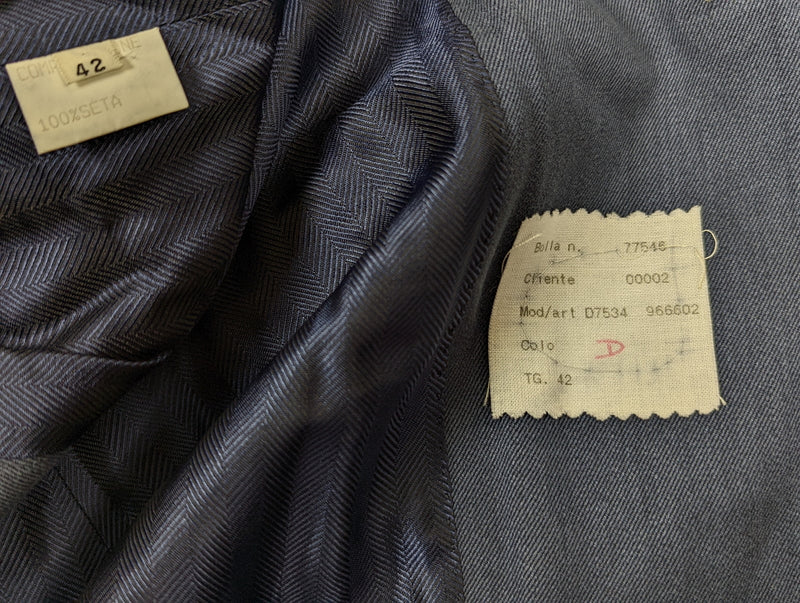 42
100%SETA
Bolla n. 77546
Cliente 00002
Mod/art D7534 966602
Colo D
TG. 42